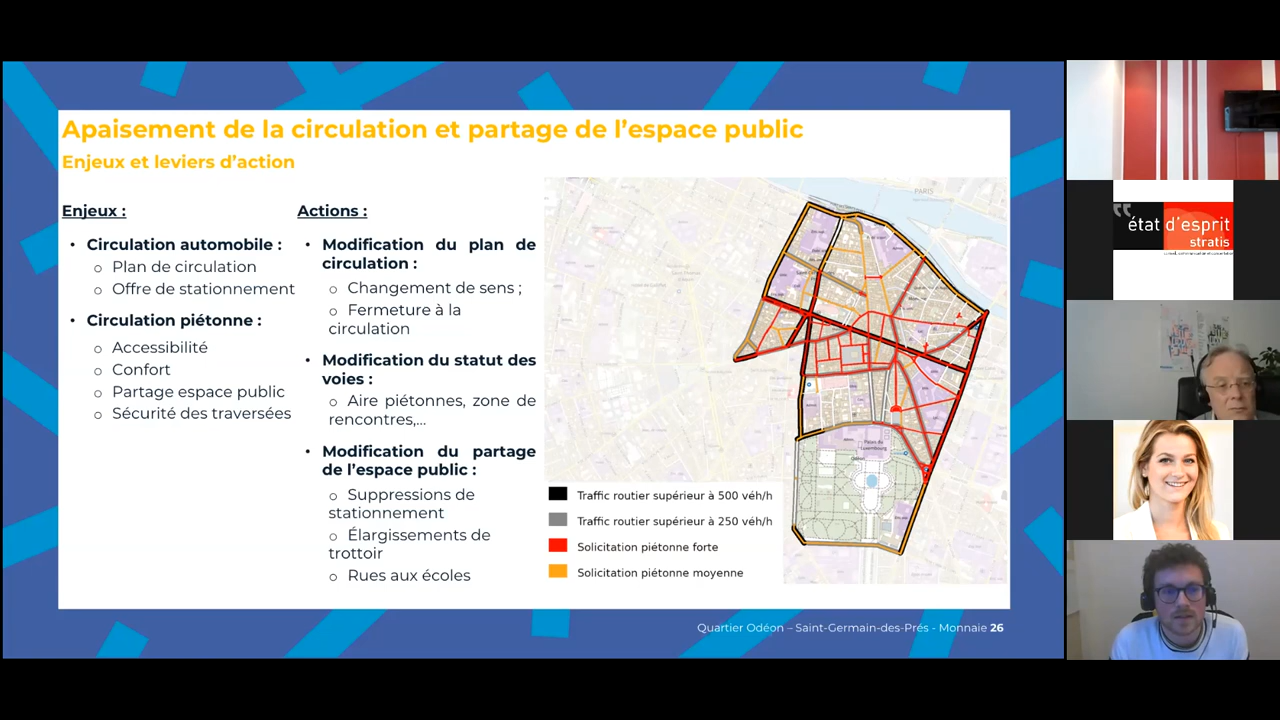 Apaisement de la circulation et partage de l’espace public
Enjeux et leviers d’action
Enjeux :
• Circulation automobile :
o Plan de circulation
o Offre de stationnement
• Circulation piétonne :
o Accessibilité
o Confort
o Partage espace public
o Sécurité des traversées
Actions :
• Modification du plan de
circulation :
o Changement de sens ;
o Fermeture à la
circulation
• Modification du statut des
voies :
o Aire piétonnes, zone de
rencontres,...
• Modification du partage
de l’espace public :
o Suppressions de
stationnement
o Élargissements de
trottoir
o Rues aux écoles
PARIS
Palais du
Luxembourg
Odéon
Traffic routier supérieur à 500 véh/h
Traffic routier supérieur à 250 véh/h
Solicitation piétonne forte
Solicitation piétonne moyenne
Quartier Odéon – Saint-Germain-des-Prés - Monnaie 26
état d’esprit
stratis